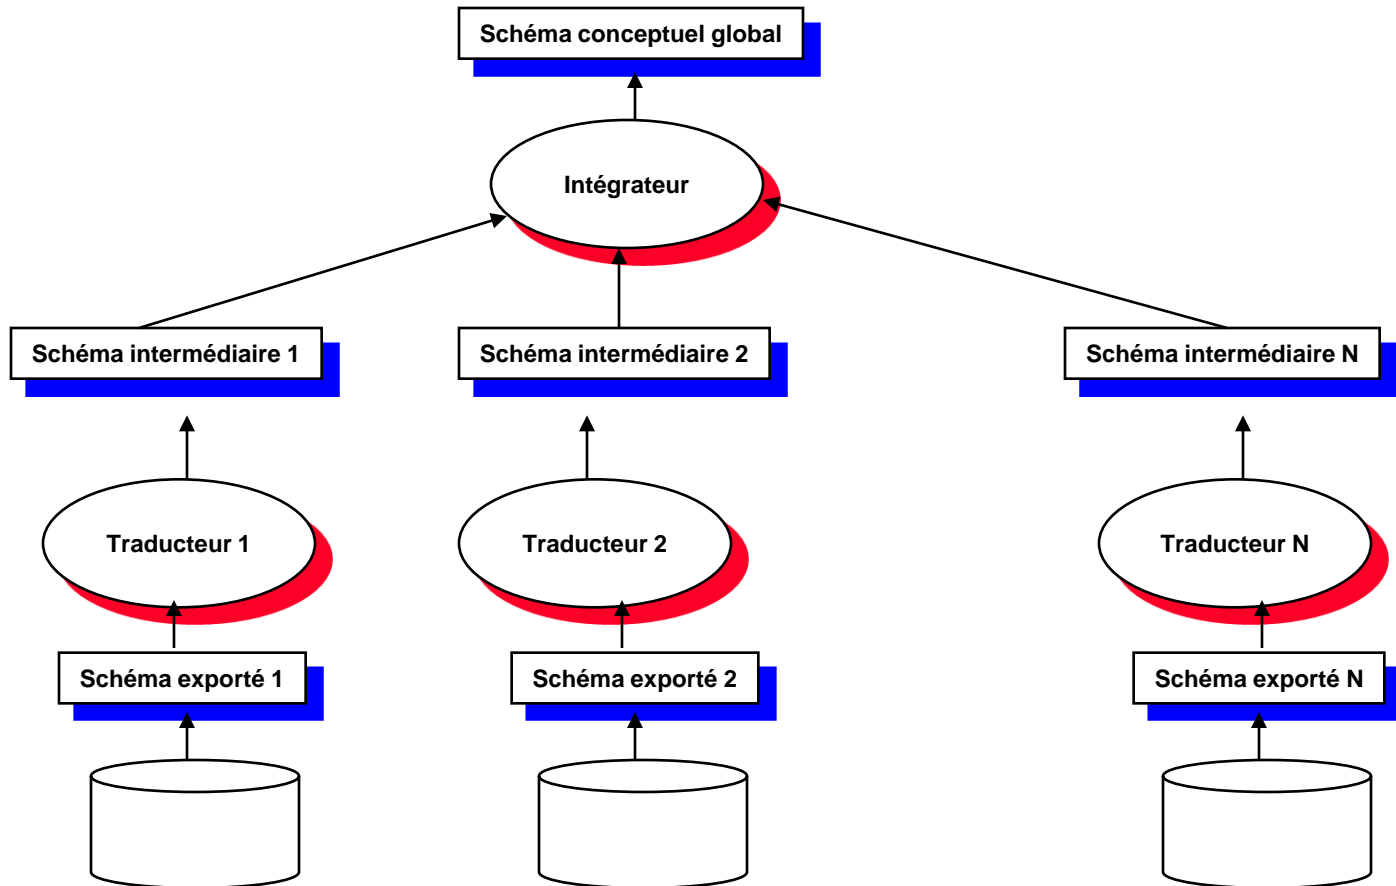 Schéma conceptuel global
Intégrateur
Schéma intermédiaire 1
Schéma intermédiaire 2
Schéma intermédiaire N
Traducteur 1
Traducteur 2
Traducteur N
Schéma exporté 1
Schéma exporté 2
Schéma exporté N